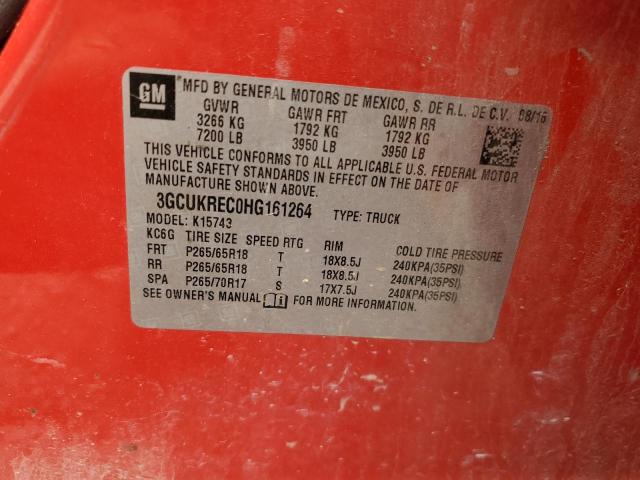 GM
*MFD BY GENERAL MOTORS DE MEXICO, S. DE R.L. DE C.V. 08/16
GVWR GAWR FRT GAWR RR
3266 KG 1792 KG 1792 KG
7200 LB 3950 LB 3950 LB
THIS VEHICLE CONFORMS TO ALL APPLICABLE U.S. FEDERAL MOTOR
VEHICLE SAFETY STANDARDS IN EFFECT ON THE DATE OF
MANUFACTURE SHOWN ABOVE.
3GCUKREC0HG161264 TYPE: TRUCK
MODEL: K15743
KC6G TIRE SIZE SPEED RTG RIM COLD TIRE PRESSURE
FRT P265/65R18 T 18X8.5J 240KPA(35PSI)
RR P265/65R18 T 18X8.5J 240KPA(35PSI)
SPA P265/70R17 S 17X7.5J 240KPA(35PSI)
SEE OWNER'S MANUAL FOR MORE INFORMATION.